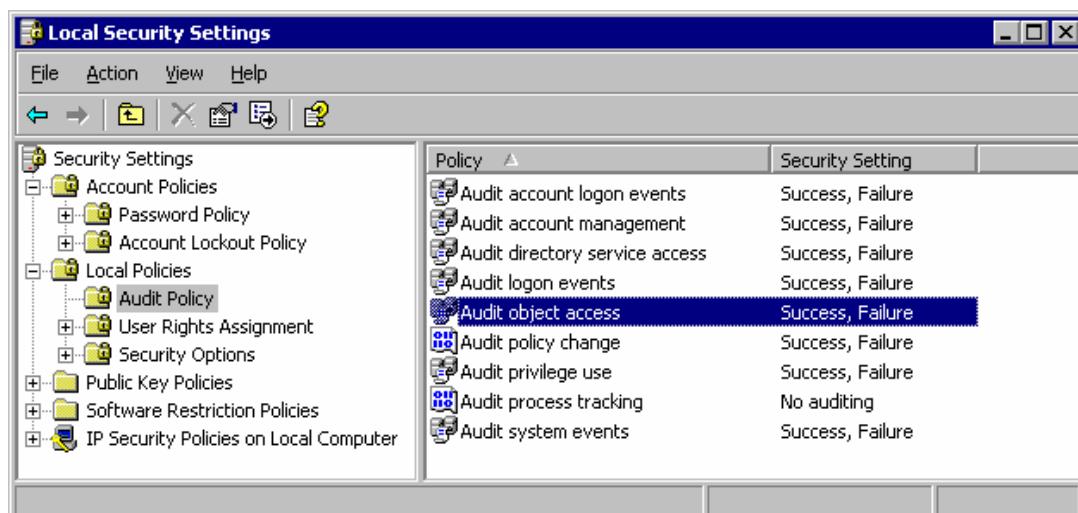 Local Security Settings
File Action View Help
Security Settings
Account Policies
Password Policy
Account Lockout Policy
Local Policies
Audit Policy
User Rights Assignment
Security Options
Public Key Policies
Software Restriction Policies
IP Security Policies on Local Computer
Policy Security Setting
Audit account logon events Success, Failure
Audit account management Success, Failure
Audit directory service access Success, Failure
Audit logon events Success, Failure
Audit object access Success, Failure
Audit policy change Success, Failure
Audit privilege use Success, Failure
Audit process tracking No auditing
Audit system events Success, Failure